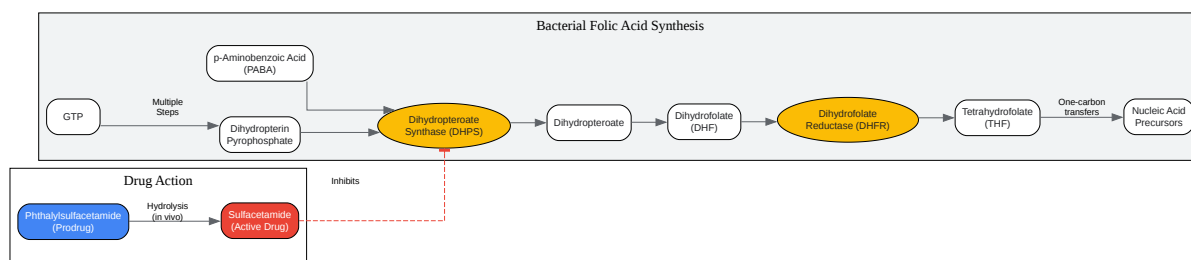 Bacterial Folic Acid Synthesis
p-Aminobenzoic Acid
(PABA)
GTP
Multiple
Steps
Dihydropterin
Pyrophosphate
Dihydropteroate
Synthase (DHPS)
Dihydropteroate
Dihydrofolate
(DHF)
Dihydrofolate
Reductase (DHFR)
Tetrahydrofolate
(THF)
One-carbon
transfers
Nucleic Acid
Precursors
Drug Action
Phthalylsulfacetamide
(Prodrug)
Hydrolysis
(in vivo)
Sulfacetamide
(Active Drug)
Inhibits